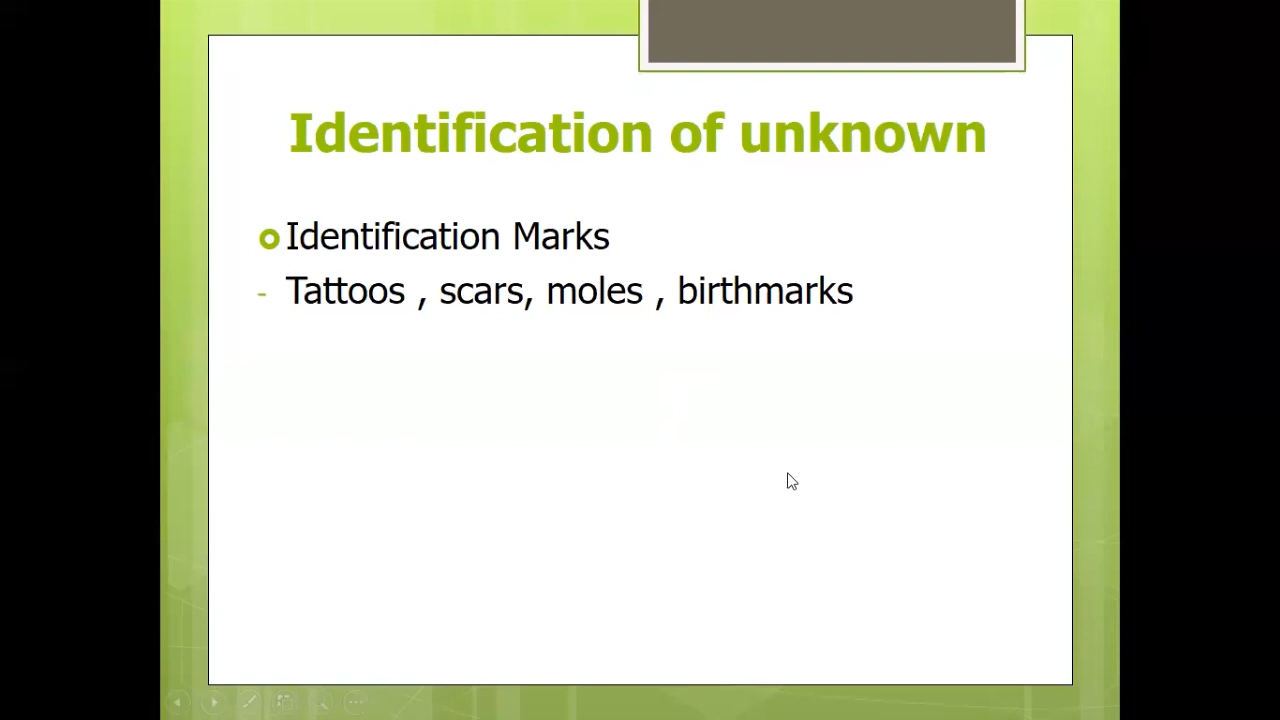 Identification of unknown
Identification Marks
- Tattoos , scars, moles , birthmarks